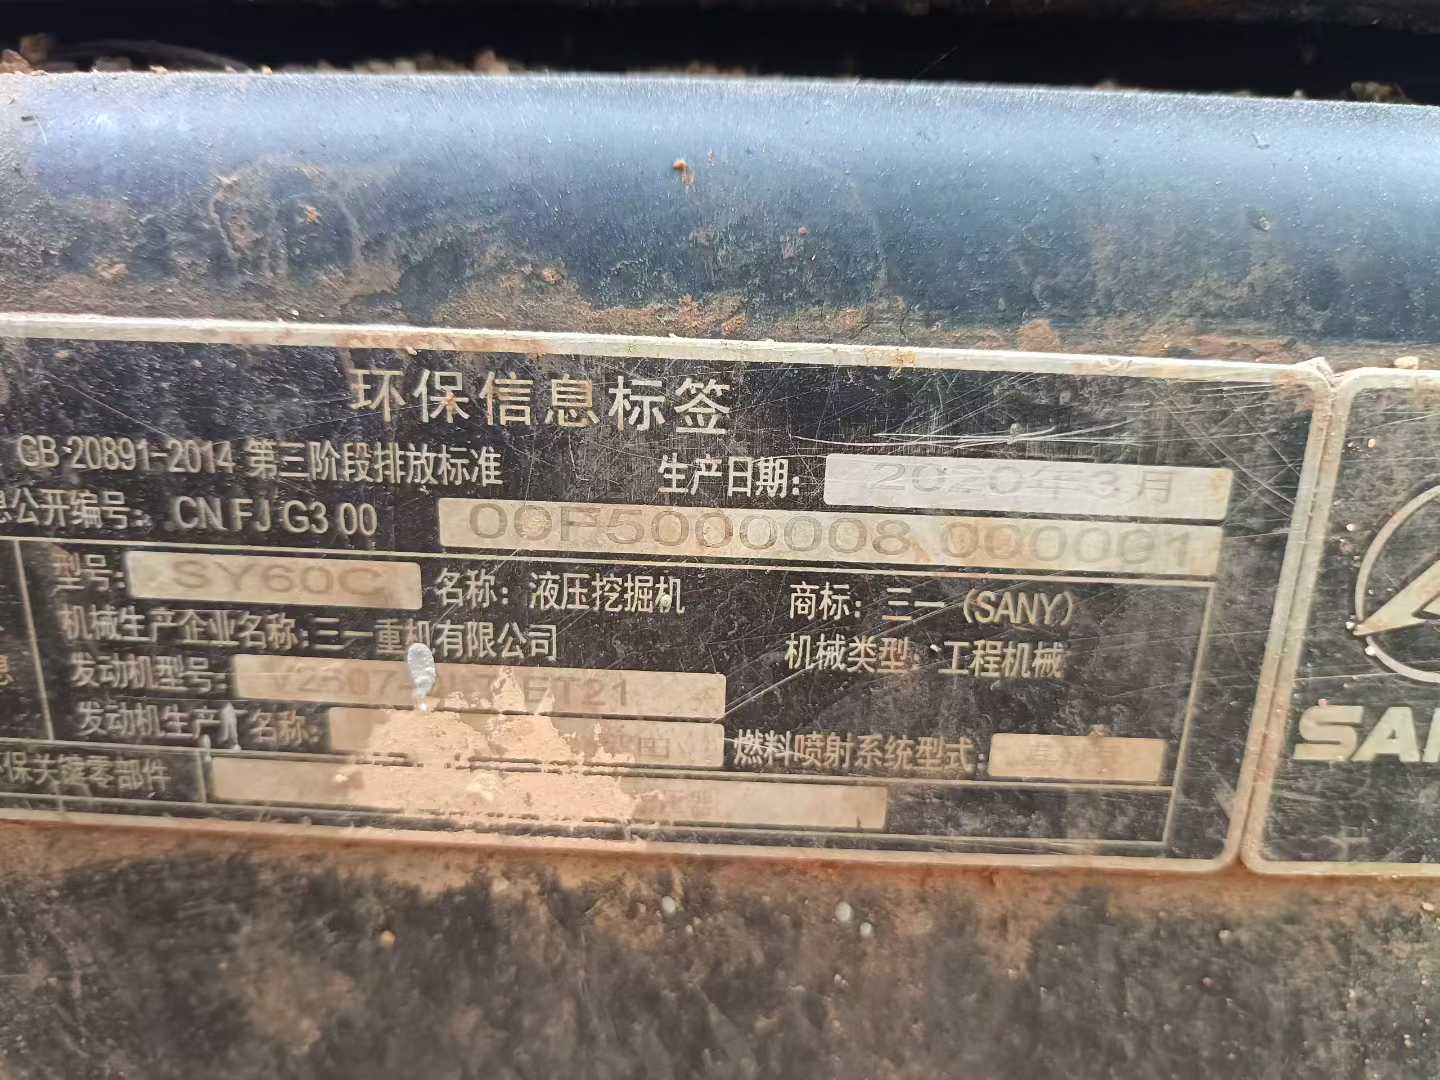 环保信息标签
GB 20891-2014 第三阶段排放标准 生产日期: 2020年3月
息公开编号: CN FJ G3 00 00F5000008 000001
型号: SY60C 名称: 液压挖掘机 商标: 三一 (SANY)
机械生产企业名称:三一重机有限公司 机械类型: 工程机械
发动机型号: ET21
发动机生产厂名称: 燃料喷射系统型式:
保关键零部件
SAN